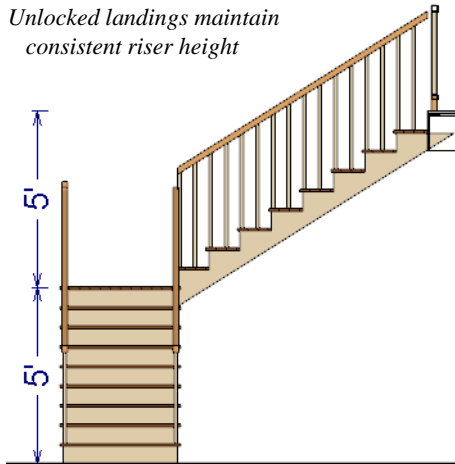 Unlocked landings maintain
consistent riser height
5'
5'